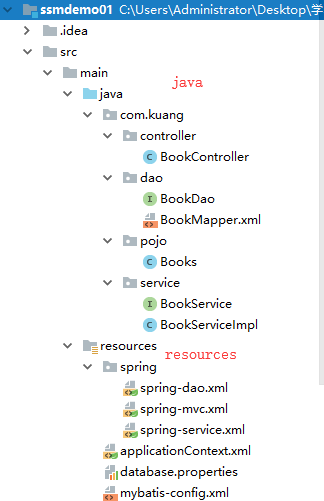 ssmdemo01 C:\Users\Administrator\Desktop\学
.idea
src
main
java java
com.kuang
controller
C BookController
dao
I BookDao
BookMapper.xml
pojo
C Books
service
I BookService
C BookServiceImpl
resources resources
spring
spring-dao.xml
spring-mvc.xml
spring-service.xml
applicationContext.xml
database.properties
mybatis-config.xml